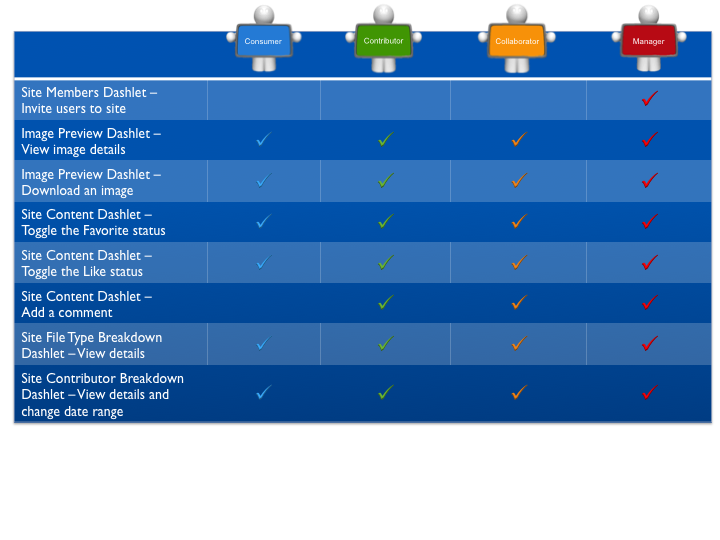 Consumer
Contributor
Collaborator
Manager
Site Members Dashlet –
Invite users to site
Image Preview Dashlet –
View image details
Image Preview Dashlet –
Download an image
Site Content Dashlet –
Toggle the Favorite status
Site Content Dashlet –
Toggle the Like status
Site Content Dashlet –
Add a comment
Site File Type Breakdown
Dashlet – View details
Site Contributor Breakdown
Dashlet – View details and
change date range